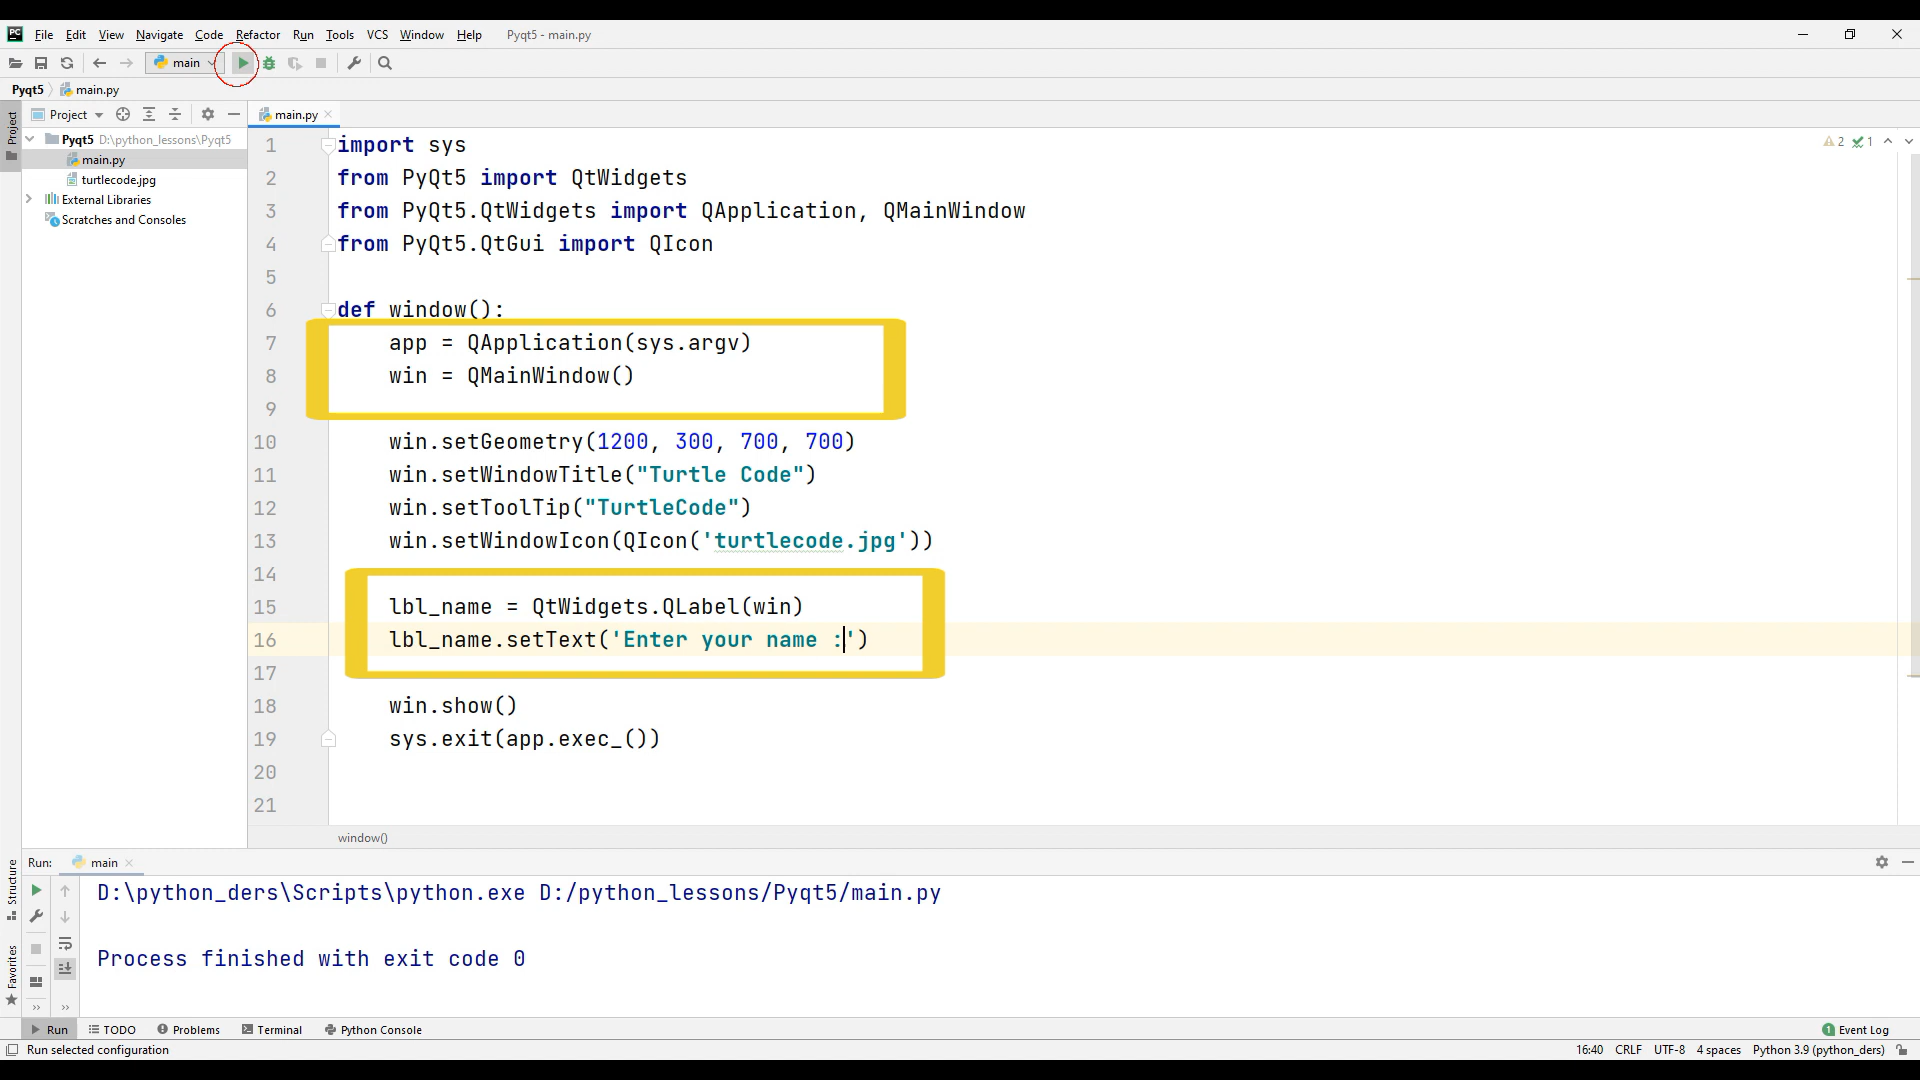 PC File Edit View Navigate Code Refactor Run Tools VCS Window Help Pyqt5 - main.py
main
Pyqt5 main.py
Project
main.py
Project
Pyqt5 D:\python_lessons\Pyqt5
main.py
turtlecode.jpg
External Libraries
Scratches and Consoles
2 1
1 import sys
2 from PyQt5 import QtWidgets
3 from PyQt5.QtWidgets import QApplication, QMainWindow
4 from PyQt5.QtGui import QIcon
5
6 def window():
7 app = QApplication(sys.argv)
8 win = QMainWindow()
9
10 win.setGeometry(1200, 300, 700, 700)
11 win.setWindowTitle("Turtle Code")
12 win.setToolTip("TurtleCode")
13 win.setWindowIcon(QIcon('turtlecode.jpg'))
14
15 lbl_name = QtWidgets.QLabel(win)
16 lbl_name.setText('Enter your name :')
17
18 win.show()
19 sys.exit(app.exec_())
20
21
window()
Run: main
Structure
Favorites
D:\python_ders\Scripts\python.exe D:/python_lessons/Pyqt5/main.py
Process finished with exit code 0
Run TODO Problems Terminal Python Console 1 Event Log
Run selected configuration 16:40 CRLF UTF-8 4 spaces Python 3.9 (python_ders)